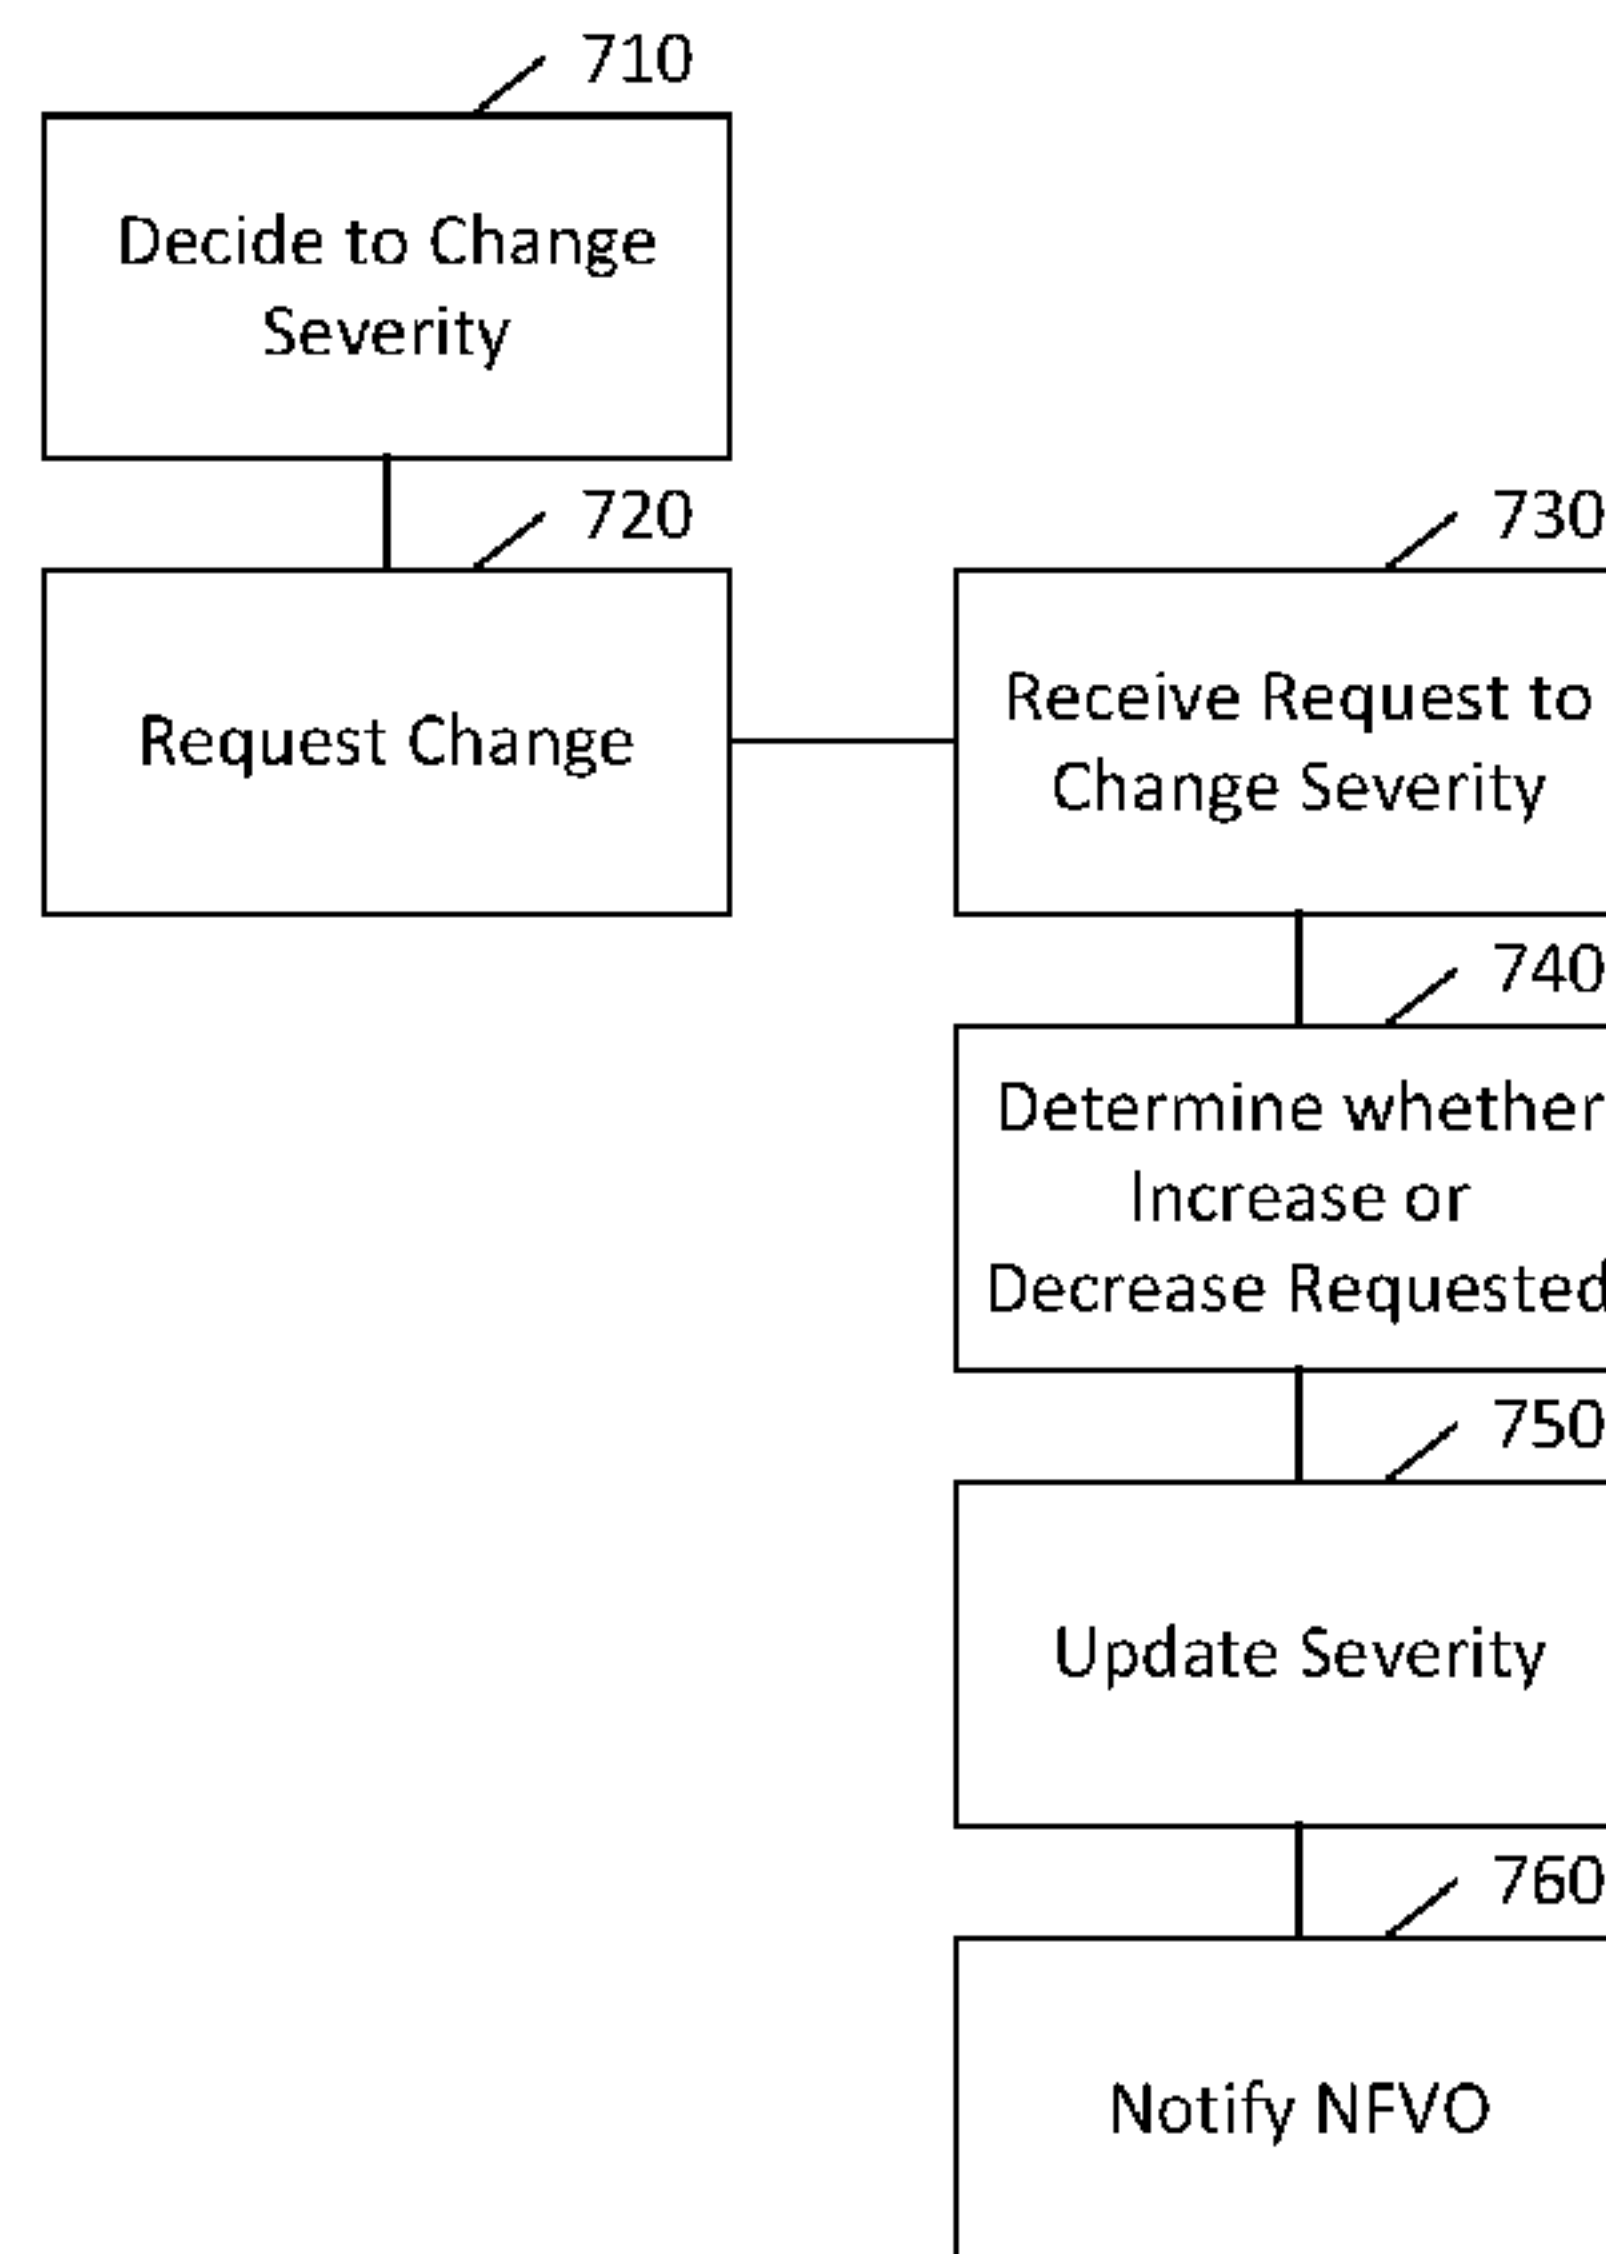 710
Decide to Change
Severity
720
Request Change
730
Receive Request to
Change Severity
740
Determine whether
Increase or
Decrease Requested
750
Update Severity
760
Notify NFVO